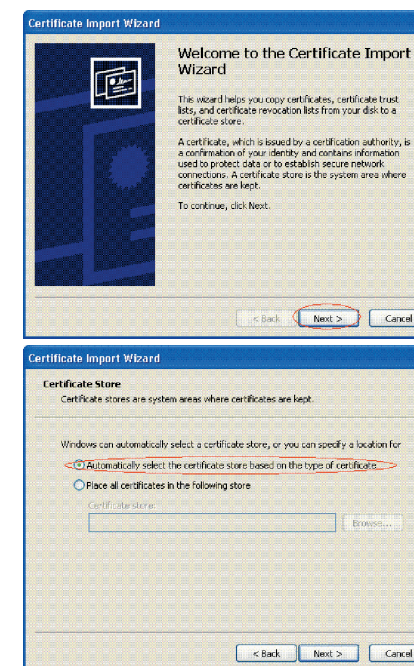 Certificate Import Wizard
Welcome to the Certificate Import
Wizard
This wizard helps you copy certificates, certificate trust
lists, and certificate revocation lists from your disk to a
certificate store.
A certificate, which is issued by a certification authority, is
a confirmation of your identity and contains information
used to protect data or to establish secure network
connections. A certificate store is the system area where
certificates are kept.
To continue, click Next.
< Back Next > Cancel
Certificate Import Wizard
Certificate Store
Certificate stores are system areas where certificates are kept.
Windows can automatically select a certificate store, or you can specify a location for
Automatically select the certificate store based on the type of certificate
Place all certificates in the following store
Certificate store:
Browse...
< Back Next > Cancel